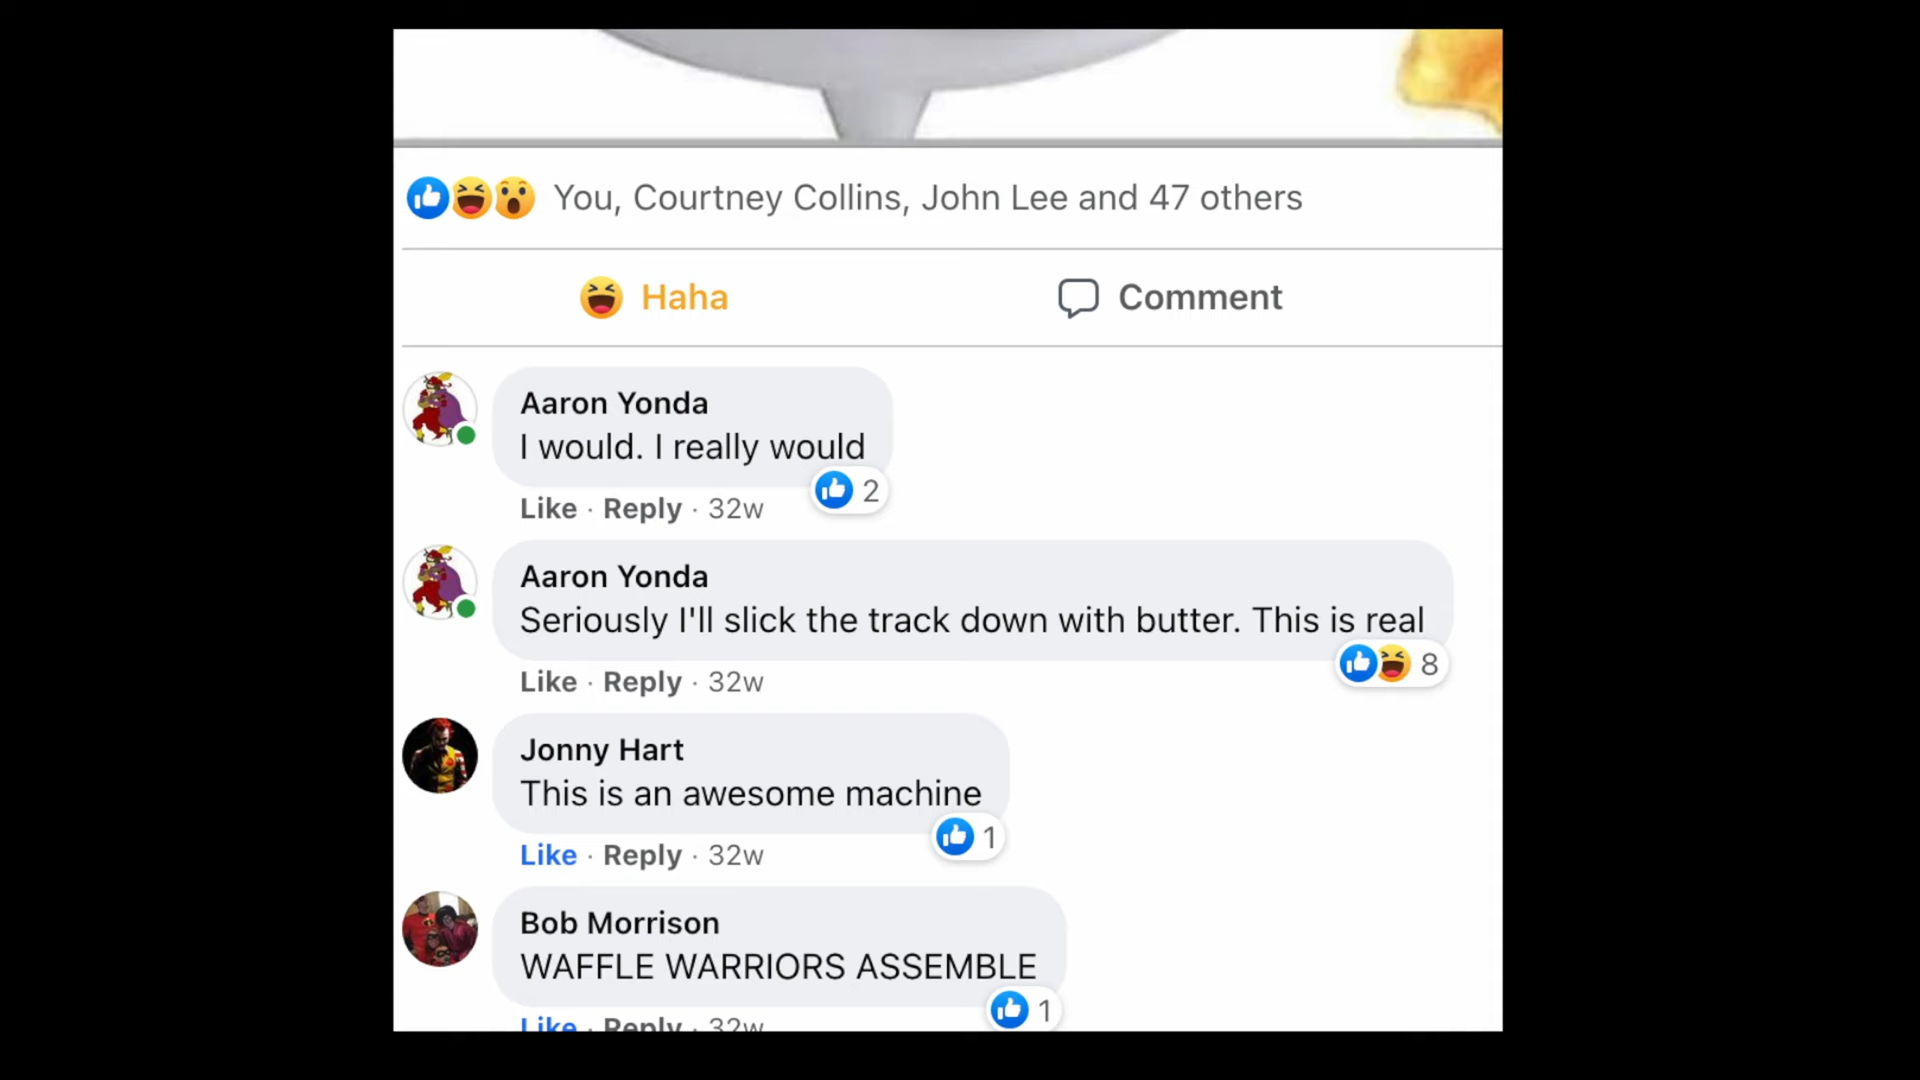 You, Courtney Collins, John Lee and 47 others
Haha
Comment
Aaron Yonda
I would. I really would
2
Like · Reply · 32w
Aaron Yonda
Seriously I'll slick the track down with butter. This is real
8
Like · Reply · 32w
Jonny Hart
This is an awesome machine
1
Like · Reply · 32w
Bob Morrison
WAFFLE WARRIORS ASSEMBLE
1
Like · Reply · 32w